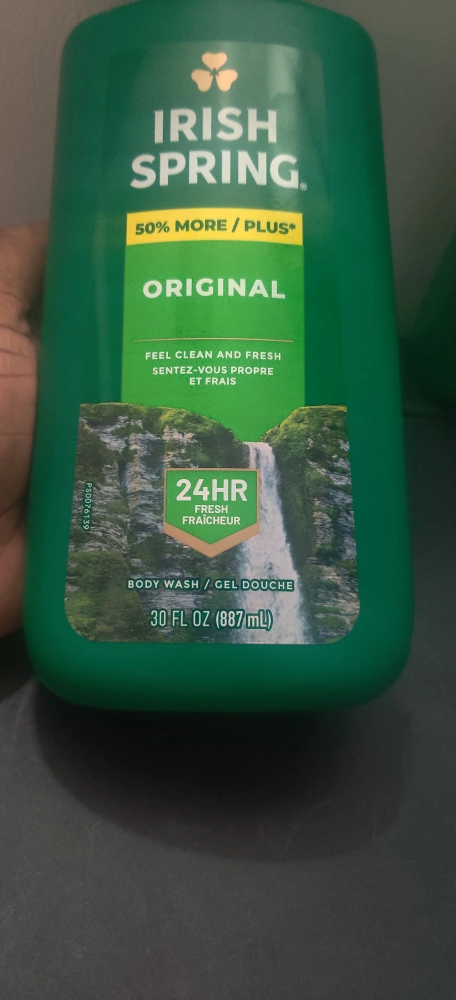 IRISH
SPRING®
50% MORE / PLUS*
ORIGINAL
FEEL CLEAN AND FRESH
SENTEZ-VOUS PROPRE
ET FRAIS
PS0076139
24HR
FRESH
FRAÎCHEUR
BODY WASH / GEL DOUCHE
30 FL OZ (887 mL)